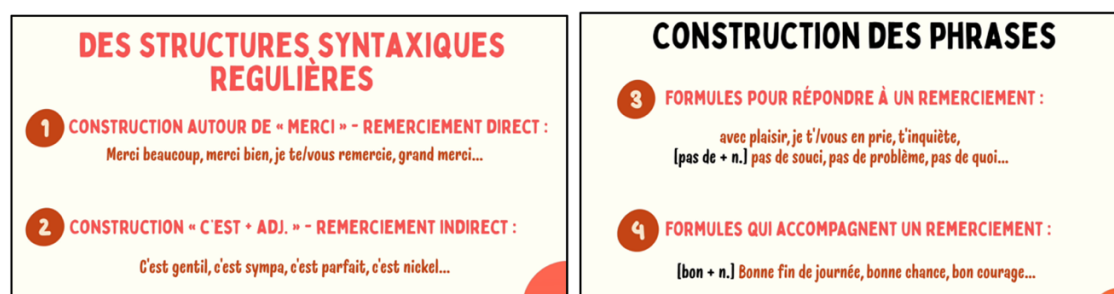 DES STRUCTURES SYNTAXIQUES
REGULIÈRES
1 CONSTRUCTION AUTOUR DE « MERCI » - REMERCIEMENT DIRECT :
Merci beaucoup, merci bien, je te/vous remercie, grand merci...
2 CONSTRUCTION « C'EST + ADJ. » - REMERCIEMENT INDIRECT :
C'est gentil, c'est sympa, c'est parfait, c'est nickel...
CONSTRUCTION DES PHRASES
3 FORMULES POUR RÉPONDRE À UN REMERCIEMENT :
avec plaisir, je t'/vous en prie, t'inquiète,
[pas de + n.] pas de souci, pas de problème, pas de quoi...
4 FORMULES QUI ACCOMPAGNENT UN REMERCIEMENT :
[bon + n.] Bonne fin de journée, bonne chance, bon courage...